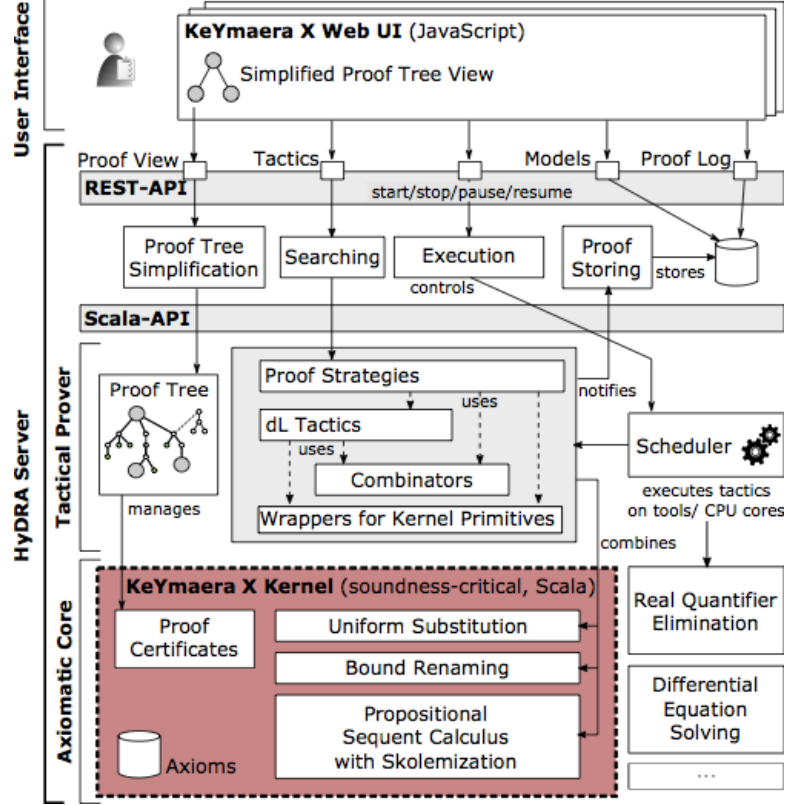 User Interface
KeYmaera X Web UI (JavaScript)
Simplified Proof Tree View
HyDRA Server
Proof View
Tactics
Models
Proof Log
REST-API
start/stop/pause/resume
Proof Tree
Simplification
Searching
Execution
controls
Proof
Storing
stores
Scala-API
Tactical Prover
Proof Tree
manages
Proof Strategies
uses
dL Tactics
uses
Combinators
Wrappers for Kernel Primitives
notifies
Scheduler
executes tactics
on tools/ CPU cores
combines
Axiomatic Core
KeYmaera X Kernel (soundness-critical, Scala)
Proof
Certificates
Axioms
Uniform Substitution
Bound Renaming
Propositional
Sequent Calculus
with Skolemization
Real Quantifier
Elimination
Differential
Equation
Solving
...